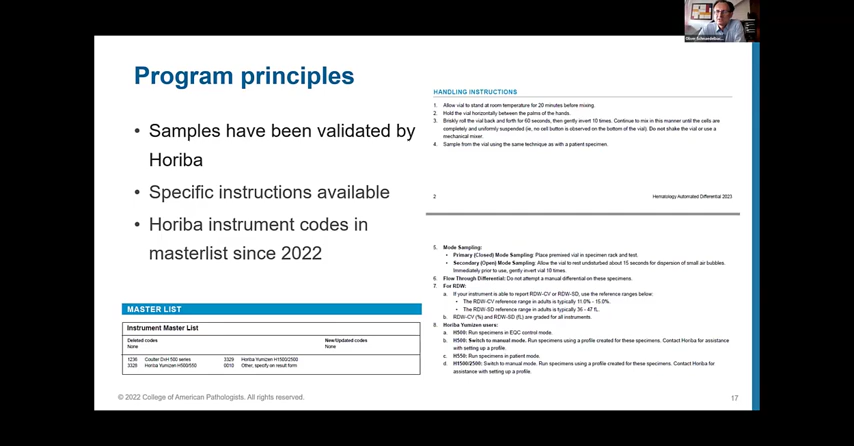 Program principles
• Samples have been validated by
Horiba
• Specific instructions available
• Horiba instrument codes in
masterlist since 2022
MASTER LIST
Instrument Master List
Deleted codes
None
New/Updated codes
None
1236 Coulter DxH 500 series
3328 Horiba Yumizen H500/550
3329 Horiba Yumizen H1500/2500
0010 Other, specify on result form
HANDLING INSTRUCTIONS
1. Allow vial to stand at room temperature for 20 minutes before mixing.
2. Hold the vial horizontally between the palms of the hands.
3. Briskly roll the vial back and forth for 60 seconds, then gently invert 10 times. Continue to mix in this manner until the cells are
completely and uniformly suspended (ie, no cell button is observed on the bottom of the vial). Do not shake the vial or use a
mechanical mixer.
4. Sample from the vial using the same technique as with a patient specimen.
2
Hematology Automated Differential 2023
5. Mode Sampling:
• Primary (Closed) Mode Sampling: Place premixed vial in specimen rack and test.
• Secondary (Open) Mode Sampling: Allow the vial to rest undisturbed about 15 seconds for dispersion of small air bubbles.
Immediately prior to use, gently invert vial 10 times.
6. Flow Through Differential: Do not attempt a manual differential on these specimens.
7. For RDW:
a. If your instrument is able to report RDW-CV or RDW-SD, use the reference ranges below:
• The RDW-CV reference range in adults is typically 11.0% - 15.0%.
• The RDW-SD reference range in adults is typically 36 - 47 fL.
b. RDW-CV (%) and RDW-SD (fL) are graded for all instruments.
8. Horiba Yumizen users:
a. H500: Run specimens in EQC control mode.
b. H500: Switch to manual mode. Run specimens using a profile created for these specimens. Contact Horiba for assistance
with setting up a profile.
c. H550: Run specimens in patient mode.
d. H1500/2500: Switch to manual mode. Run specimens using a profile created for these specimens. Contact Horiba for
assistance with setting up a profile.
© 2022 College of American Pathologists. All rights reserved.
17